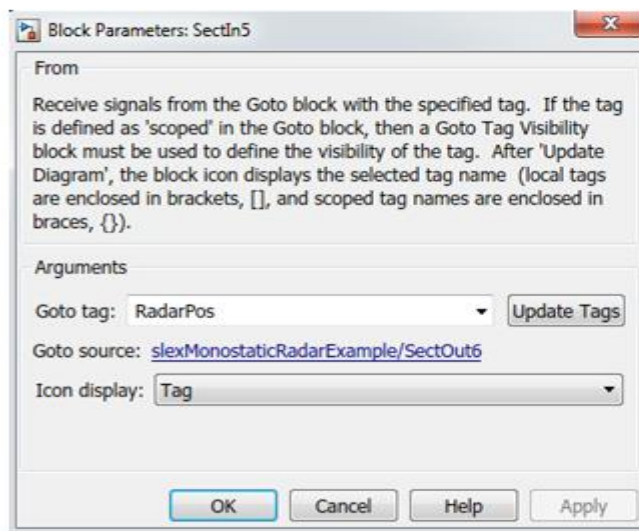 Block Parameters: SectIn5
From
Receive signals from the Goto block with the specified tag. If the tag
is defined as 'scoped' in the Goto block, then a Goto Tag Visibility
block must be used to define the visibility of the tag. After 'Update
Diagram', the block icon displays the selected tag name (local tags
are enclosed in brackets, [], and scoped tag names are enclosed in
braces, {}).
Arguments
Goto tag: RadarPos Update Tags
Goto source: slexMonostaticRadarExample/SectOut6
Icon display: Tag
OK Cancel Help Apply